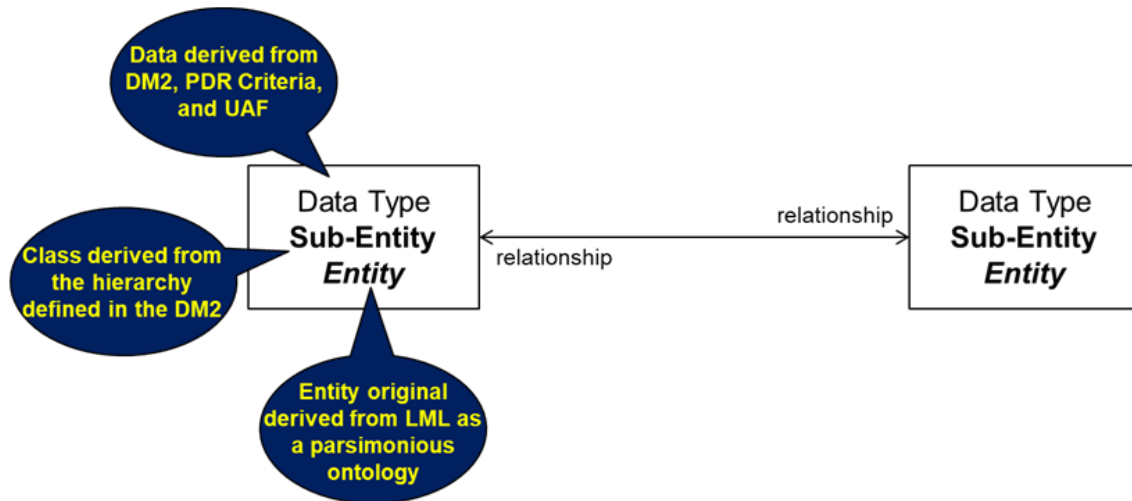 Data derived from
DM2, PDR Criteria,
and UAF
Data Type
Sub-Entity
Entity
relationship
relationship
Data Type
Sub-Entity
Entity
Class derived from
the hierarchy
defined in the DM2
Entity original
derived from LML as
a parsimonious
ontology